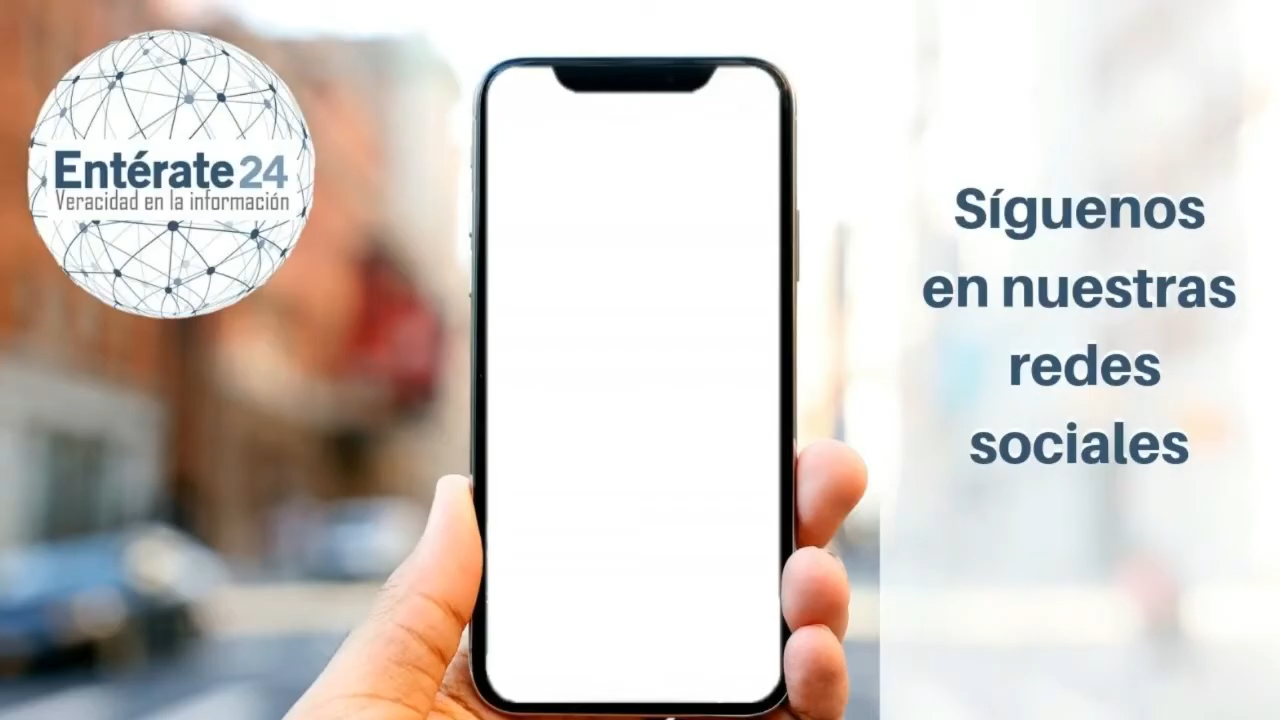 Entérate24
Veracidad en la información
Síguenos
en nuestras
redes
sociales